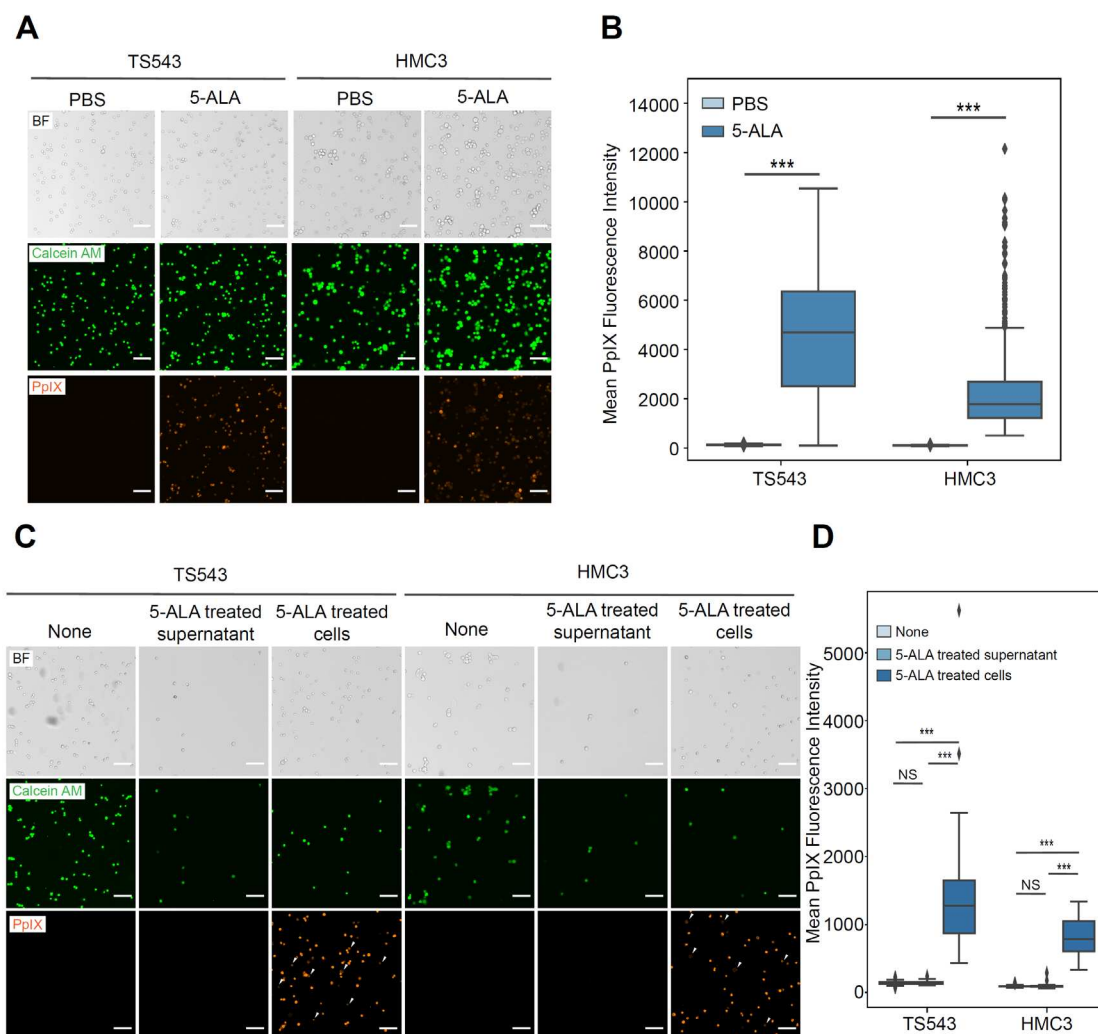 A
TS543 HMC3
PBS 5-ALA PBS 5-ALA
BF
Calcein AM
PpIX
B
Mean PpIX Fluorescence Intensity
14000
12000
10000
8000
6000
4000
2000
0
PBS
5-ALA
***
***
TS543 HMC3
C
TS543 HMC3
None 5-ALA treated supernatant 5-ALA treated cells None 5-ALA treated supernatant 5-ALA treated cells
BF
Calcein AM
PpIX
D
Mean PpIX Fluorescence Intensity
5000
4000
3000
2000
1000
0
None
5-ALA treated supernatant
5-ALA treated cells
***
***
NS
***
***
NS
TS543 HMC3